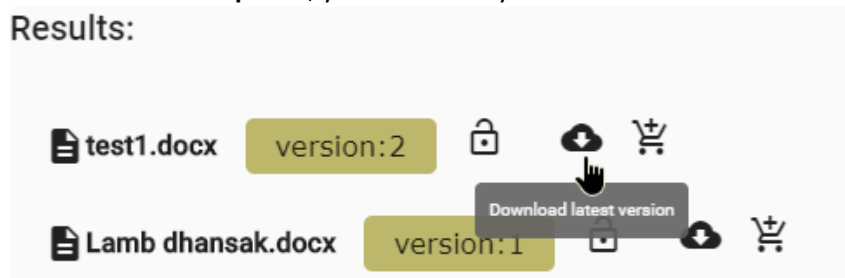 Results:
test1.docx version:2
Download latest version
Lamb dhansak.docx version:1